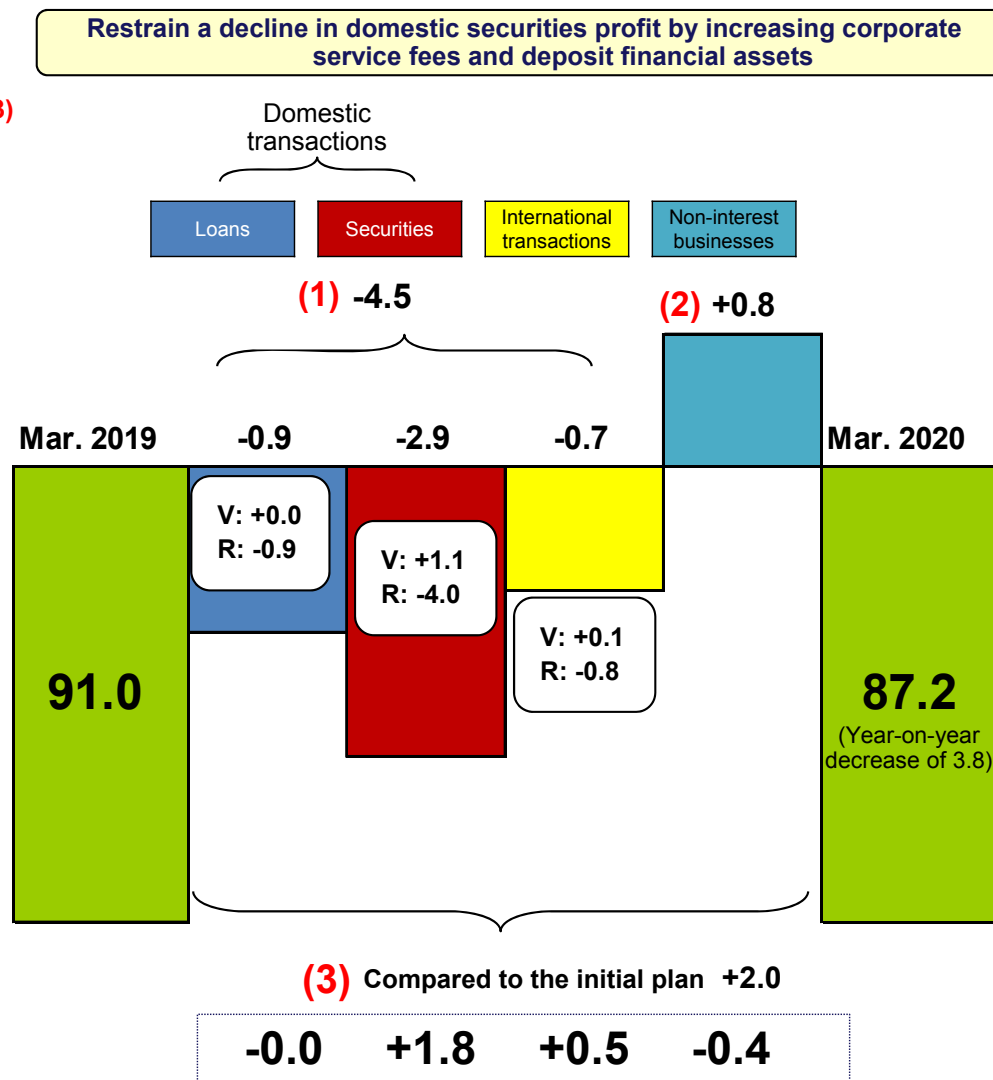 Restrain a decline in domestic securities profit by increasing corporate
service fees and deposit financial assets
3)
Domestic
transactions
Loans
Securities
International
transactions
Non-interest
businesses
(1) -4.5
(2) +0.8
Mar. 2019
-0.9
-2.9
-0.7
Mar. 2020
V: +0.0
R: -0.9
V: +1.1
R: -4.0
V: +0.1
R: -0.8
91.0
87.2
(Year-on-year
decrease of 3.8)
(3) Compared to the initial plan +2.0
-0.0 +1.8 +0.5 -0.4